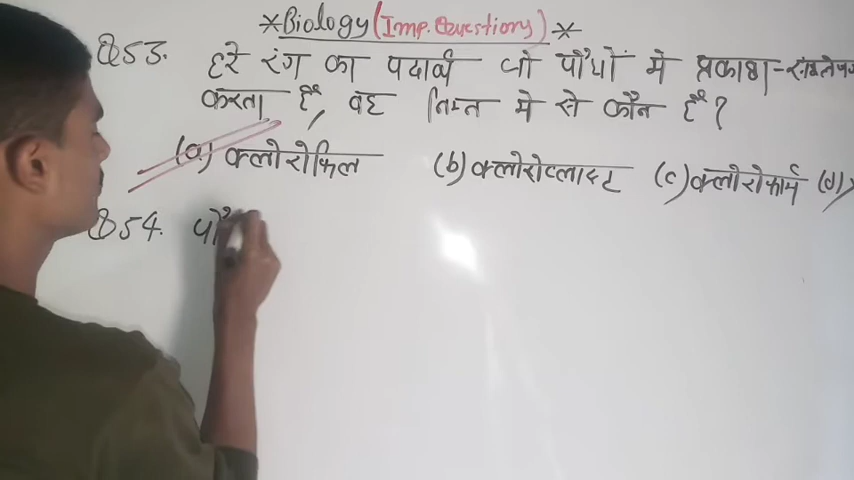 *Biology (Imp. Questions) *
Q53. हरे रंग का पदार्थ जो पौधों मे प्रकाश-संश्लेषण
करता है, वह निम्न मे से कौन है ?
(a) क्लोरोफिल (b) क्लोरोप्लास्ट (c) क्लोरोफार्म (d)
Q54. पौ